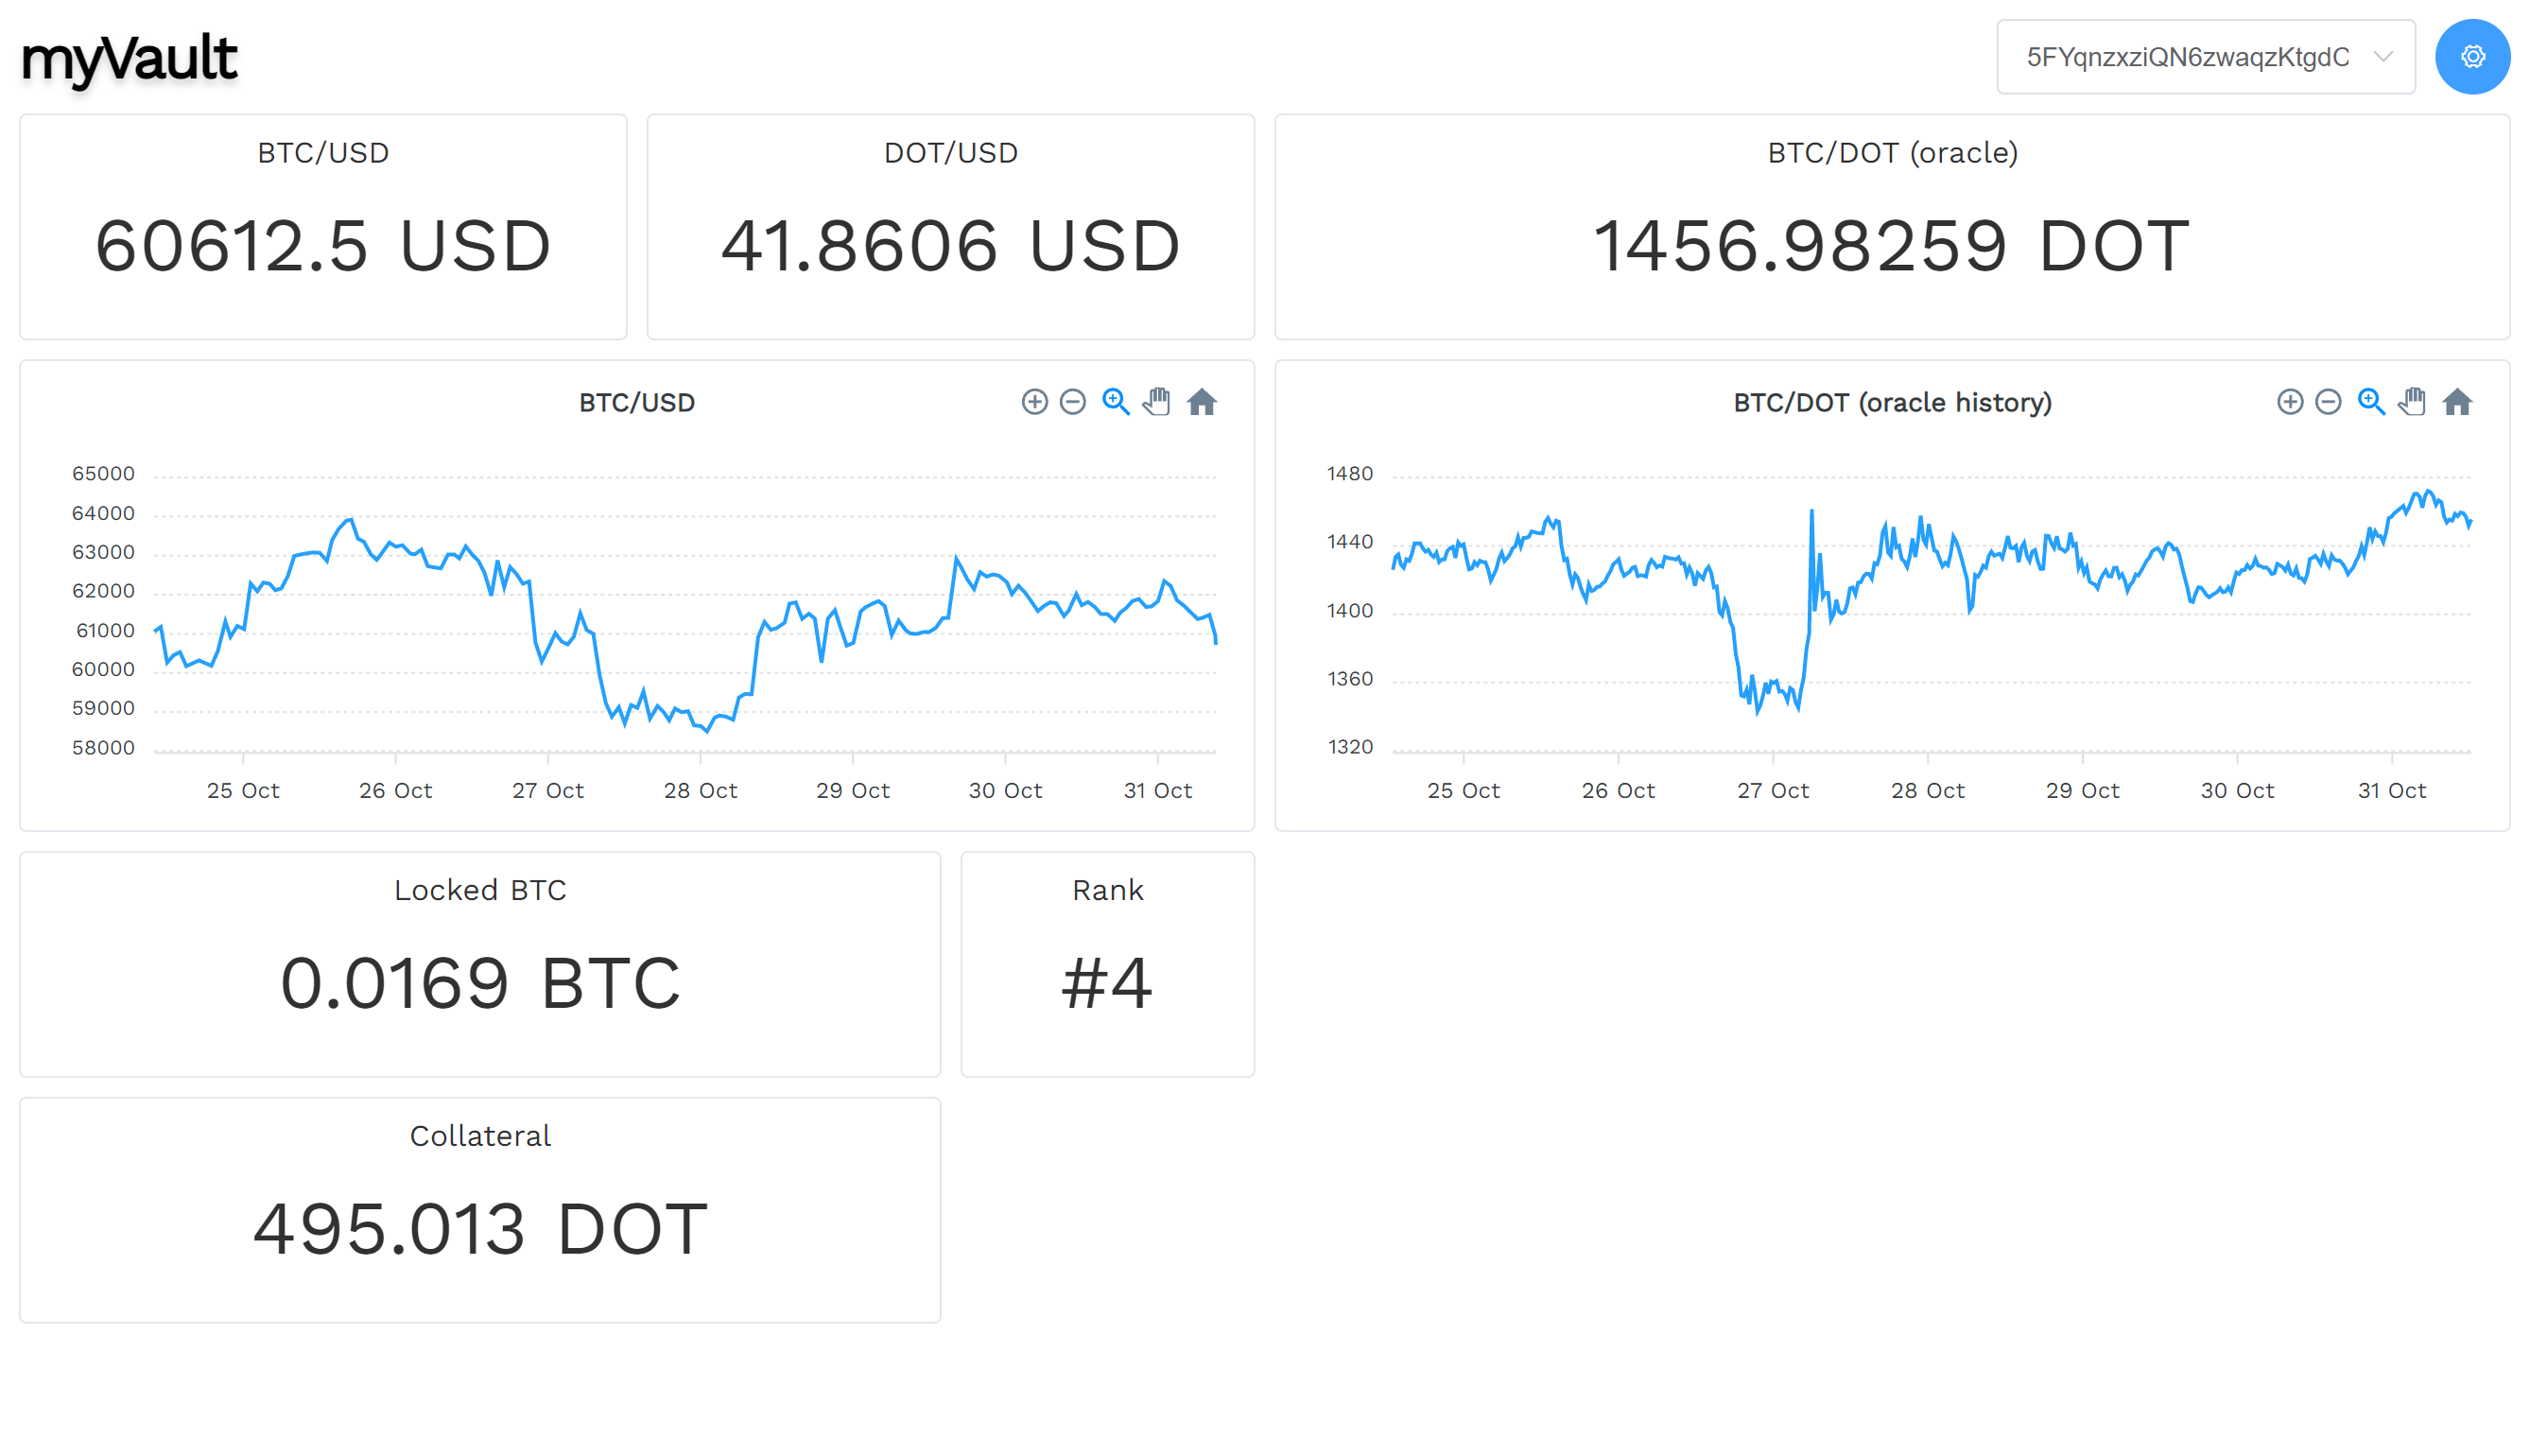 myVault
5FYqnzxziQN6zwaqzKtgdC
BTC/USD
60612.5 USD
DOT/USD
41.8606 USD
BTC/DOT (oracle)
1456.98259 DOT
BTC/USD
65000
64000
63000
62000
61000
60000
59000
58000
25 Oct
26 Oct
27 Oct
28 Oct
29 Oct
30 Oct
31 Oct
BTC/DOT (oracle history)
1480
1440
1400
1360
1320
25 Oct
26 Oct
27 Oct
28 Oct
29 Oct
30 Oct
31 Oct
Locked BTC
0.0169 BTC
Rank
#4
Collateral
495.013 DOT